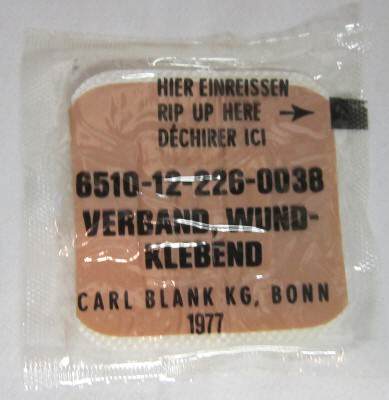 HIER EINREISSEN
RIP UP HERE →
DÉCHIRER ICI
6510-12-226-0038
VERBAND, WUND-
KLEBEND
CARL BLANK KG, BONN
1977